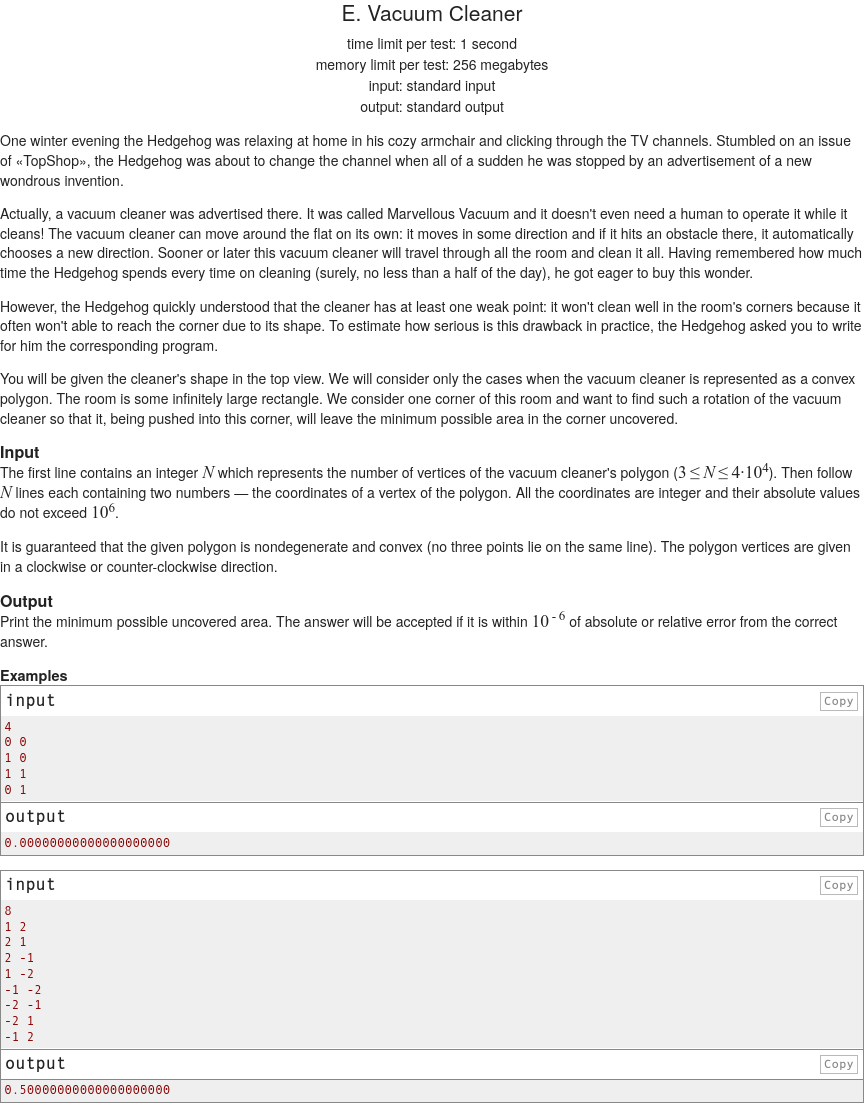 E. Vacuum Cleaner
time limit per test: 1 second
memory limit per test: 256 megabytes
input: standard input
output: standard output
One winter evening the Hedgehog was relaxing at home in his cozy armchair and clicking through the TV channels. Stumbled on an issue
of «TopShop», the Hedgehog was about to change the channel when all of a sudden he was stopped by an advertisement of a new
wondrous invention.
Actually, a vacuum cleaner was advertised there. It was called Marvellous Vacuum and it doesn't even need a human to operate it while it
cleans! The vacuum cleaner can move around the flat on its own: it moves in some direction and if it hits an obstacle there, it automatically
chooses a new direction. Sooner or later this vacuum cleaner will travel through all the room and clean it all. Having remembered how much
time the Hedgehog spends every time on cleaning (surely, no less than a half of the day), he got eager to buy this wonder.
However, the Hedgehog quickly understood that the cleaner has at least one weak point: it won't clean well in the room's corners because it
often won't able to reach the corner due to its shape. To estimate how serious is this drawback in practice, the Hedgehog asked you to write
for him the corresponding program.
You will be given the cleaner's shape in the top view. We will consider only the cases when the vacuum cleaner is represented as a convex
polygon. The room is some infinitely large rectangle. We consider one corner of this room and want to find such a rotation of the vacuum
cleaner so that it, being pushed into this corner, will leave the minimum possible area in the corner uncovered.
Input
The first line contains an integer N which represents the number of vertices of the vacuum cleaner's polygon (3 ≤ N ≤ 4·10^4). Then follow
N lines each containing two numbers — the coordinates of a vertex of the polygon. All the coordinates are integer and their absolute values
do not exceed 10^6.
It is guaranteed that the given polygon is nondegenerate and convex (no three points lie on the same line). The polygon vertices are given
in a clockwise or counter-clockwise direction.
Output
Print the minimum possible uncovered area. The answer will be accepted if it is within 10^-6 of absolute or relative error from the correct
answer.
Examples
input
Copy
4
0 0
1 0
1 1
0 1
output
Copy
0.00000000000000000000
input
Copy
8
1 2
2 1
2 -1
1 -2
-1 -2
-2 -1
-2 1
-1 2
output
Copy
0.50000000000000000000